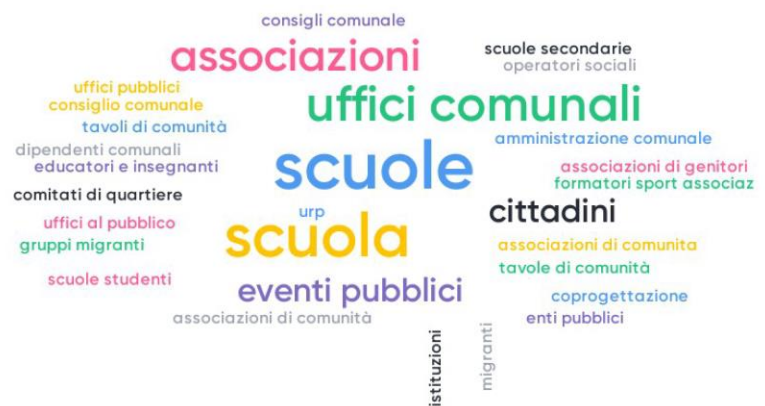 consigli comunale
associazioni
scuole secondarie
operatori sociali
uffici pubblici
consiglio comunale
uffici comunali
tavoli di comunità
amministrazione comunale
dipendenti comunali
educatori e insegnanti
scuole
associazioni di genitori
formatori sport associaz
comitati di quartiere
cittadini
urp
uffici al pubblico
scuola
gruppi migranti
associazioni di comunita
tavole di comunità
scuole studenti
eventi pubblici
coprogettazione
associazioni di comunità
enti pubblici
istituzioni
migranti